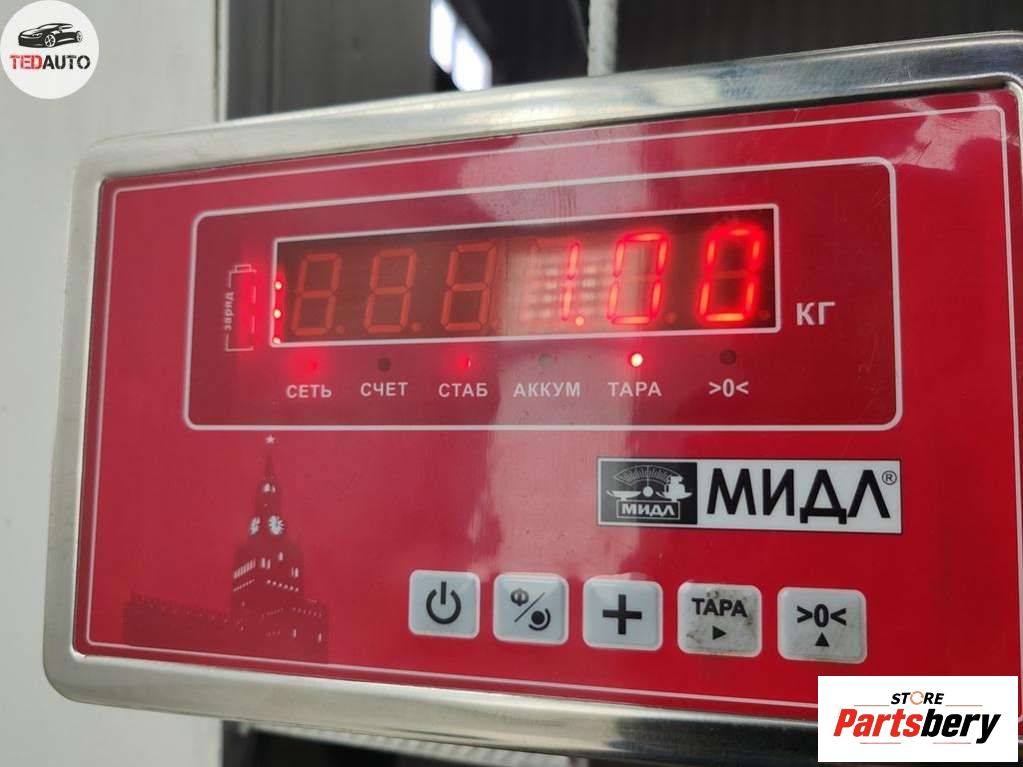 TEDAUTO
1.00
КГ
заряд
СЕТЬ СЧЕТ СТАБ АККУМ ТАРА >0<
МИДЛ МИДЛ®
Ф ТАРА >0<
STORE
Partsbery